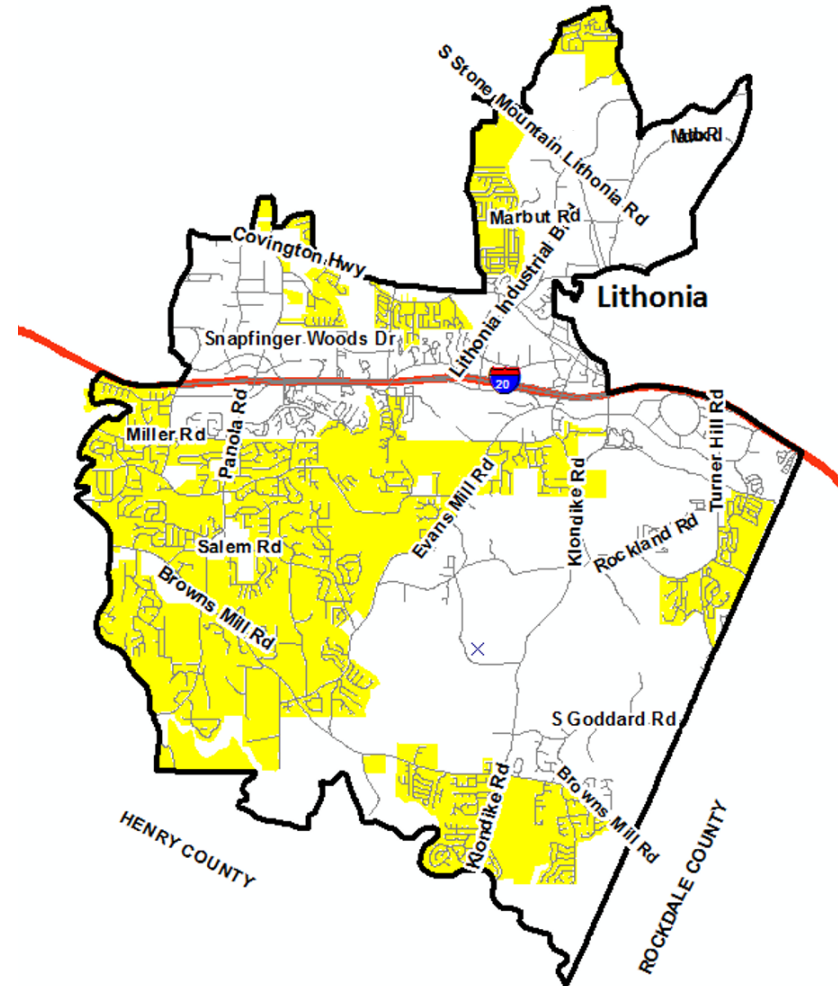 S Stone Mountain Lithonia Rd
Marbut Rd
Covington Hwy
Lithonia Industrial
Lithonia
Snapfinger Woods Dr
20
Miller Rd
Panola Rd
Turner Hill Rd
Evans Mill Rd
Klondike Rd
Rockland Rd
Salem Rd
Browns Mill Rd
S Goddard Rd
Klondike Rd
Browns Mill Rd
HENRY COUNTY
ROCKDALE COUNTY